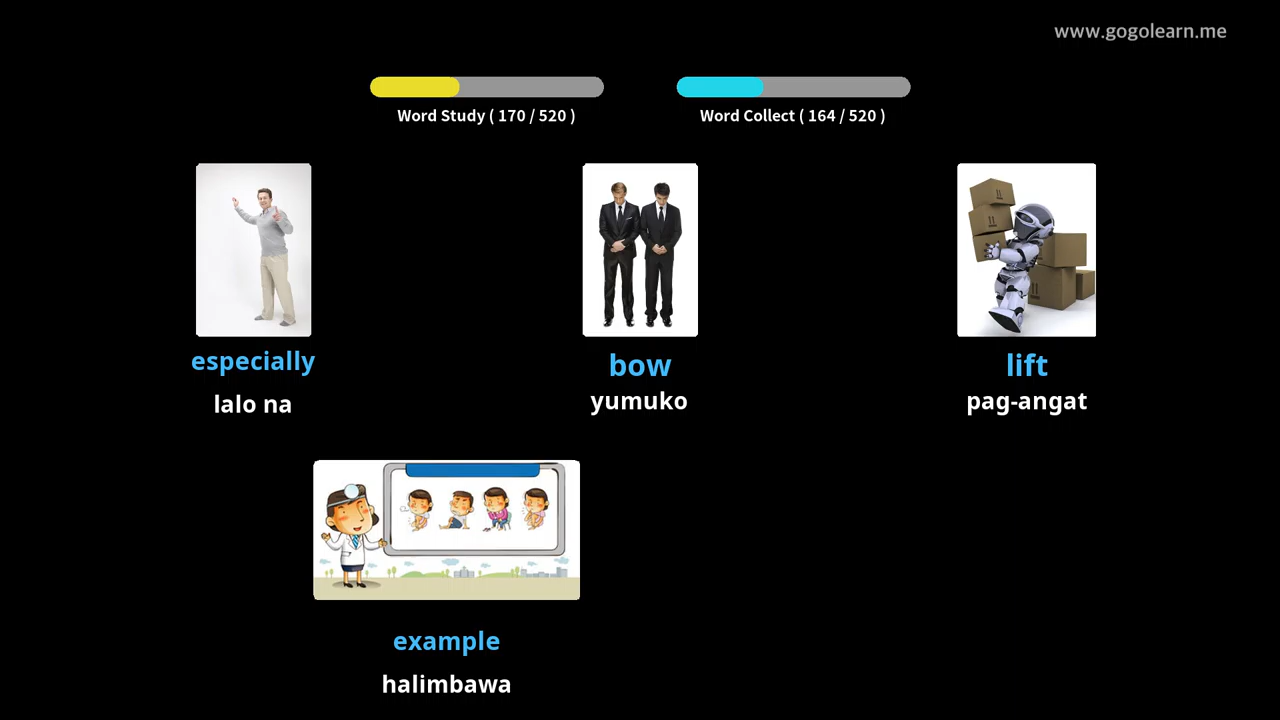 www.gogolearn.me
Word Study ( 170 / 520 )
Word Collect ( 164 / 520 )
especially
lalo na
bow
yumuko
lift
pag-angat
example
halimbawa